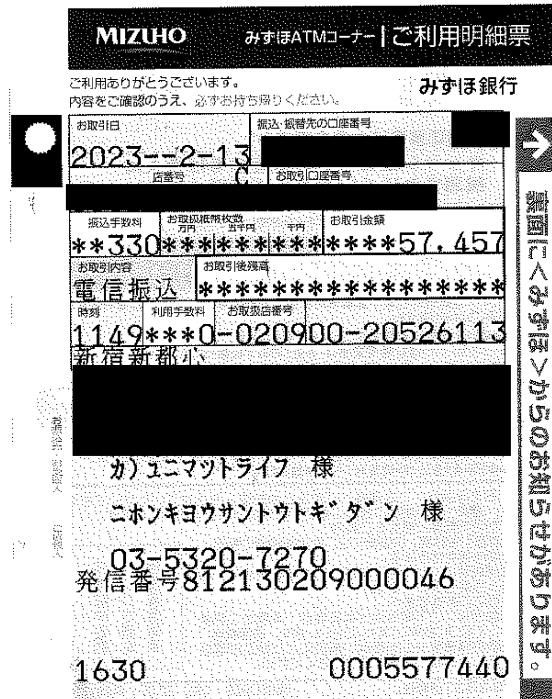 MIZUHO みずほATMコーナー ご利用明細票
ご利用ありがとうございます。
内容をご確認のうえ、必ずお持ち帰りください。
みずほ銀行
お取引日 振込・振替先の口座番号
2023--2-13
店番号 C お取引口座番号
振込手数料 お取扱紙幣枚数 万円 五千円 千円 お取引金額
**330*************57,457
お取引内容 お取引後残高
電信振込 ******************
時刻 利用手数料 お取扱店番号
1149***0-020900-20526113
新宿新都心
カ)ユニマットライフ 様
ニホンキヨウサントウトギダン 様
03-5320-7270
発信番号812130209000046
1630 0005577440
裏面に<みずほ>からのお知らせがあります。